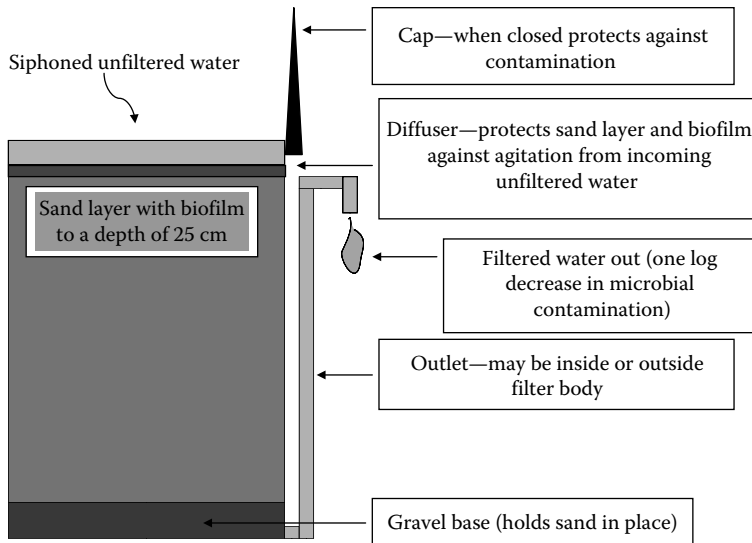 Siphoned unfiltered water
Cap—when closed protects against
contamination
Diffuser—protects sand layer and biofilm
against agitation from incoming
unfiltered water
Sand layer with biofilm
to a depth of 25 cm
Filtered water out (one log
decrease in microbial
contamination)
Outlet—may be inside or outside
filter body
Gravel base (holds sand in place)